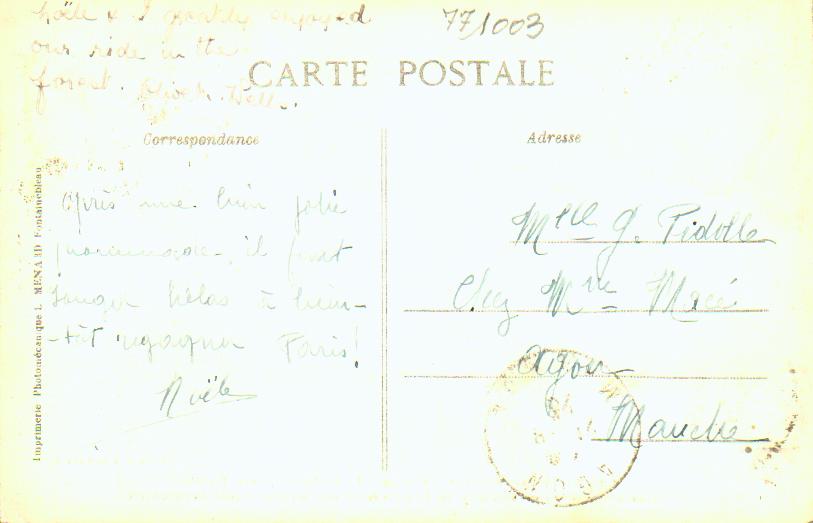 Noële & I greatly enjoyed
our ride in the
forest.
77/1003
CARTE POSTALE
Correspondance
Adresse
Après une bien jolie
promenade, il faut
songer hélas à bien-
-tôt regagner Paris!
Noële
Mlle G. Pidolle
Chez Mme Macé
Agon
Manche
Imprimerie Photomécanique L. MENARD Fontainebleau
AGON